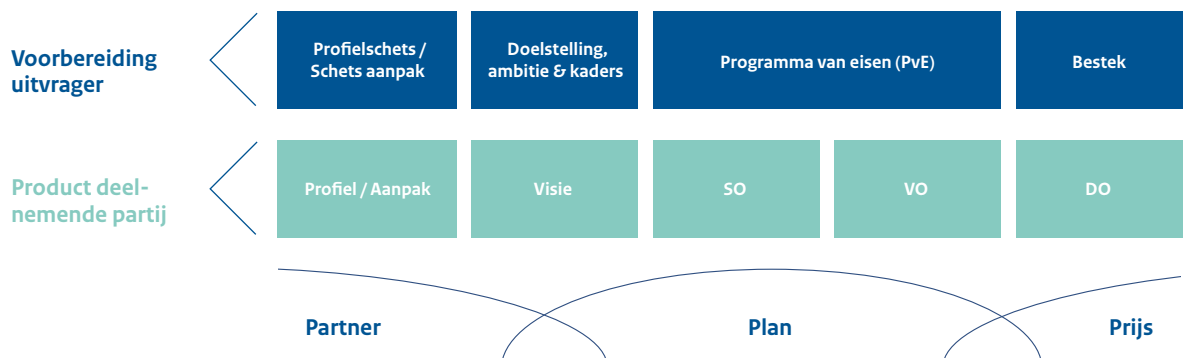 Voorbereiding
uitvrager
Profielschets /
Schets aanpak
Doelstelling,
ambitie & kaders
Programma van eisen (PvE)
Bestek
Product deel-
nemende partij
Profiel / Aanpak
Visie
SO
VO
DO
Partner
Plan
Prijs